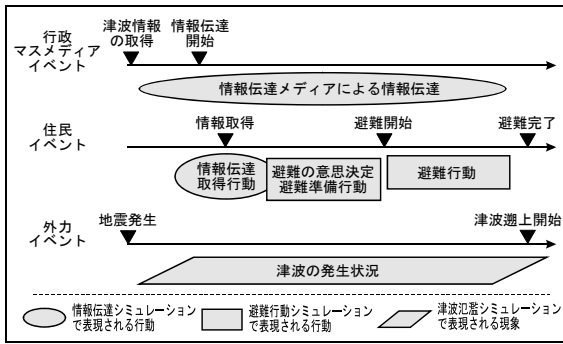 行政
マスメディア
イベント
津波情報
の取得
情報伝達
開始
情報伝達メディアによる情報伝達
住民
イベント
情報取得
避難開始
避難完了
情報伝達
取得行動
避難の意思決定
避難準備行動
避難行動
外力
イベント
地震発生
津波遡上開始
津波の発生状況
情報伝達シミュレーション
で表現される行動
避難行動シミュレーション
で表現される行動
津波氾濫シミュレーション
で表現される現象